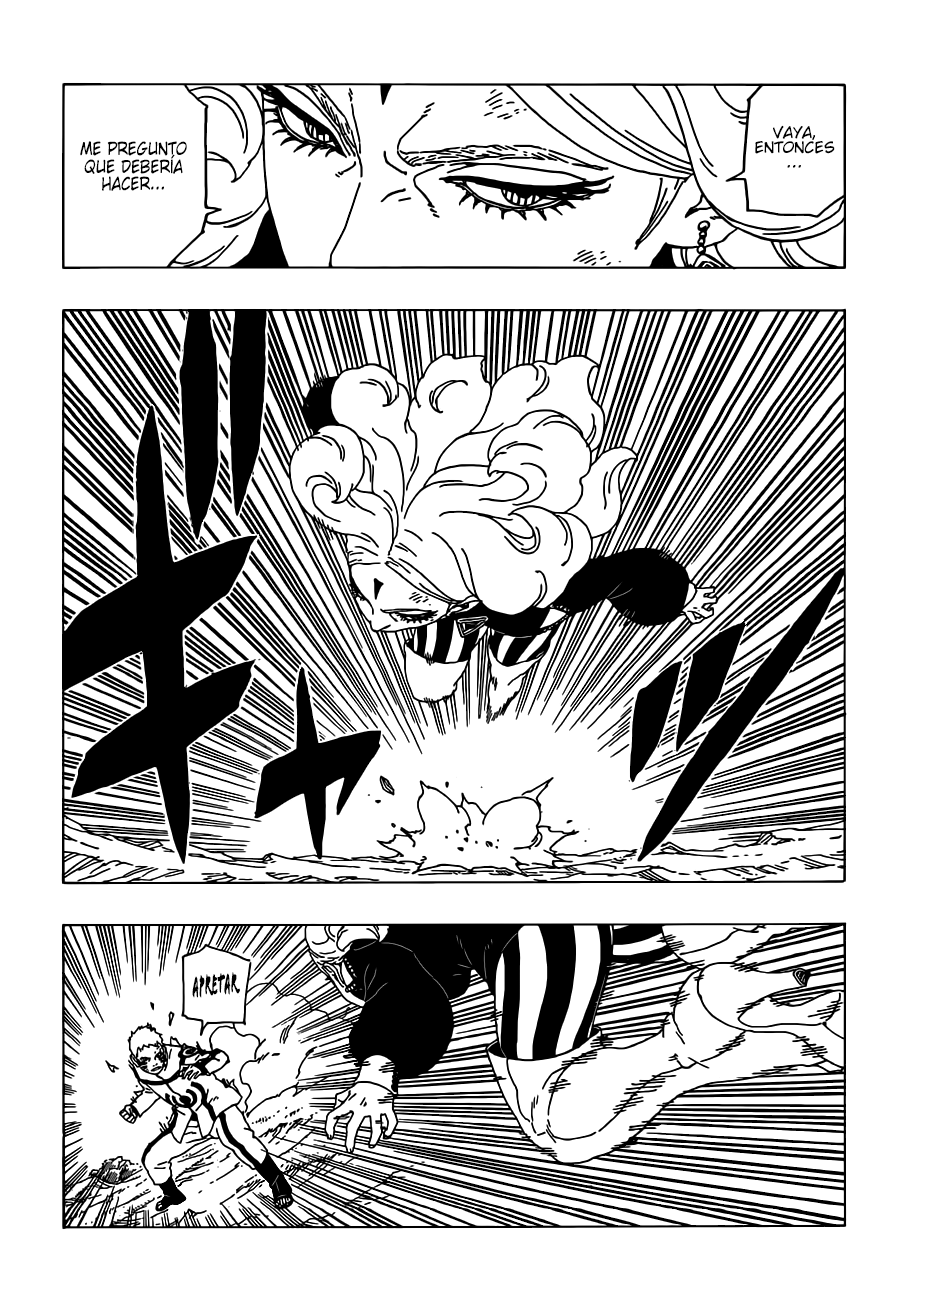 VAYA,
ENTONCES
...
ME PREGUNTO
QUE DEBERÍA
HACER...
APRETAR.